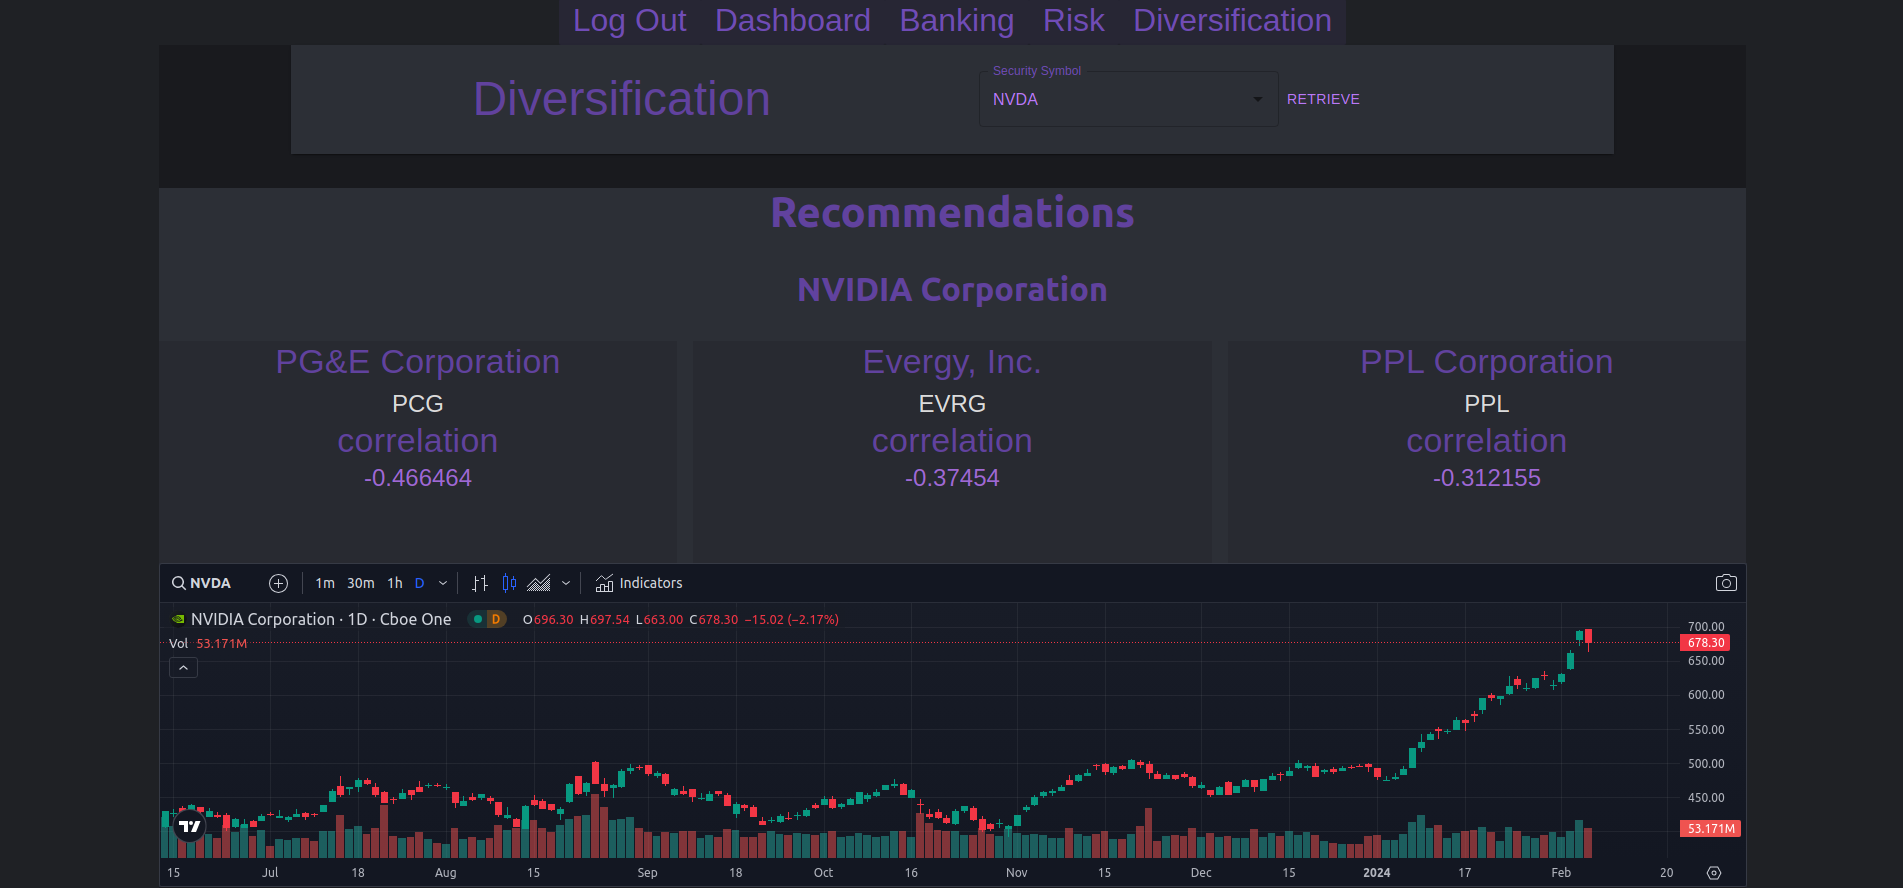 Log Out Dashboard Banking Risk Diversification
Diversification
Security Symbol
NVDA
RETRIEVE
Recommendations
NVIDIA Corporation
PG&E Corporation
PCG
correlation
-0.466464
Evergy, Inc.
EVRG
correlation
-0.37454
PPL Corporation
PPL
correlation
-0.312155
NVDA 1m 30m 1h D Indicators
NVIDIA Corporation · 1D · Cboe One D O696.30 H697.54 L663.00 C678.30 −15.02 (−2.17%)
Vol 53.171M
700.00
678.30
650.00
600.00
550.00
500.00
450.00
53.171M
15 Jul 18 Aug 15 Sep 18 Oct 16 Nov 15 Dec 15 2024 17 Feb 20